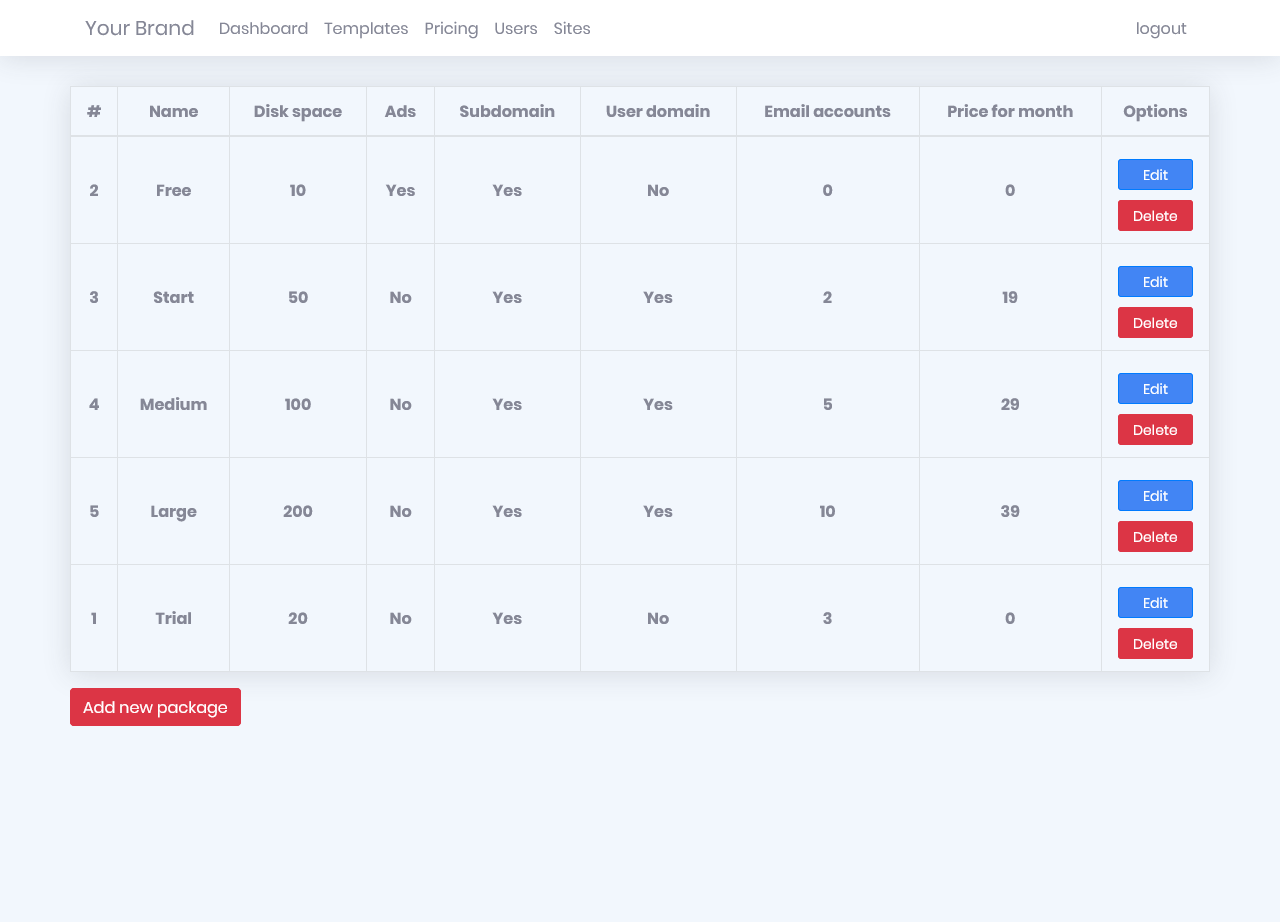 Your Brand Dashboard Templates Pricing Users Sites logout
# Name Disk space Ads Subdomain User domain Email accounts Price for month Options
2 Free 10 Yes Yes No 0 0 Edit
Delete
3 Start 50 No Yes Yes 2 19 Edit
Delete
4 Medium 100 No Yes Yes 5 29 Edit
Delete
5 Large 200 No Yes Yes 10 39 Edit
Delete
1 Trial 20 No Yes No 3 0 Edit
Delete
Add new package